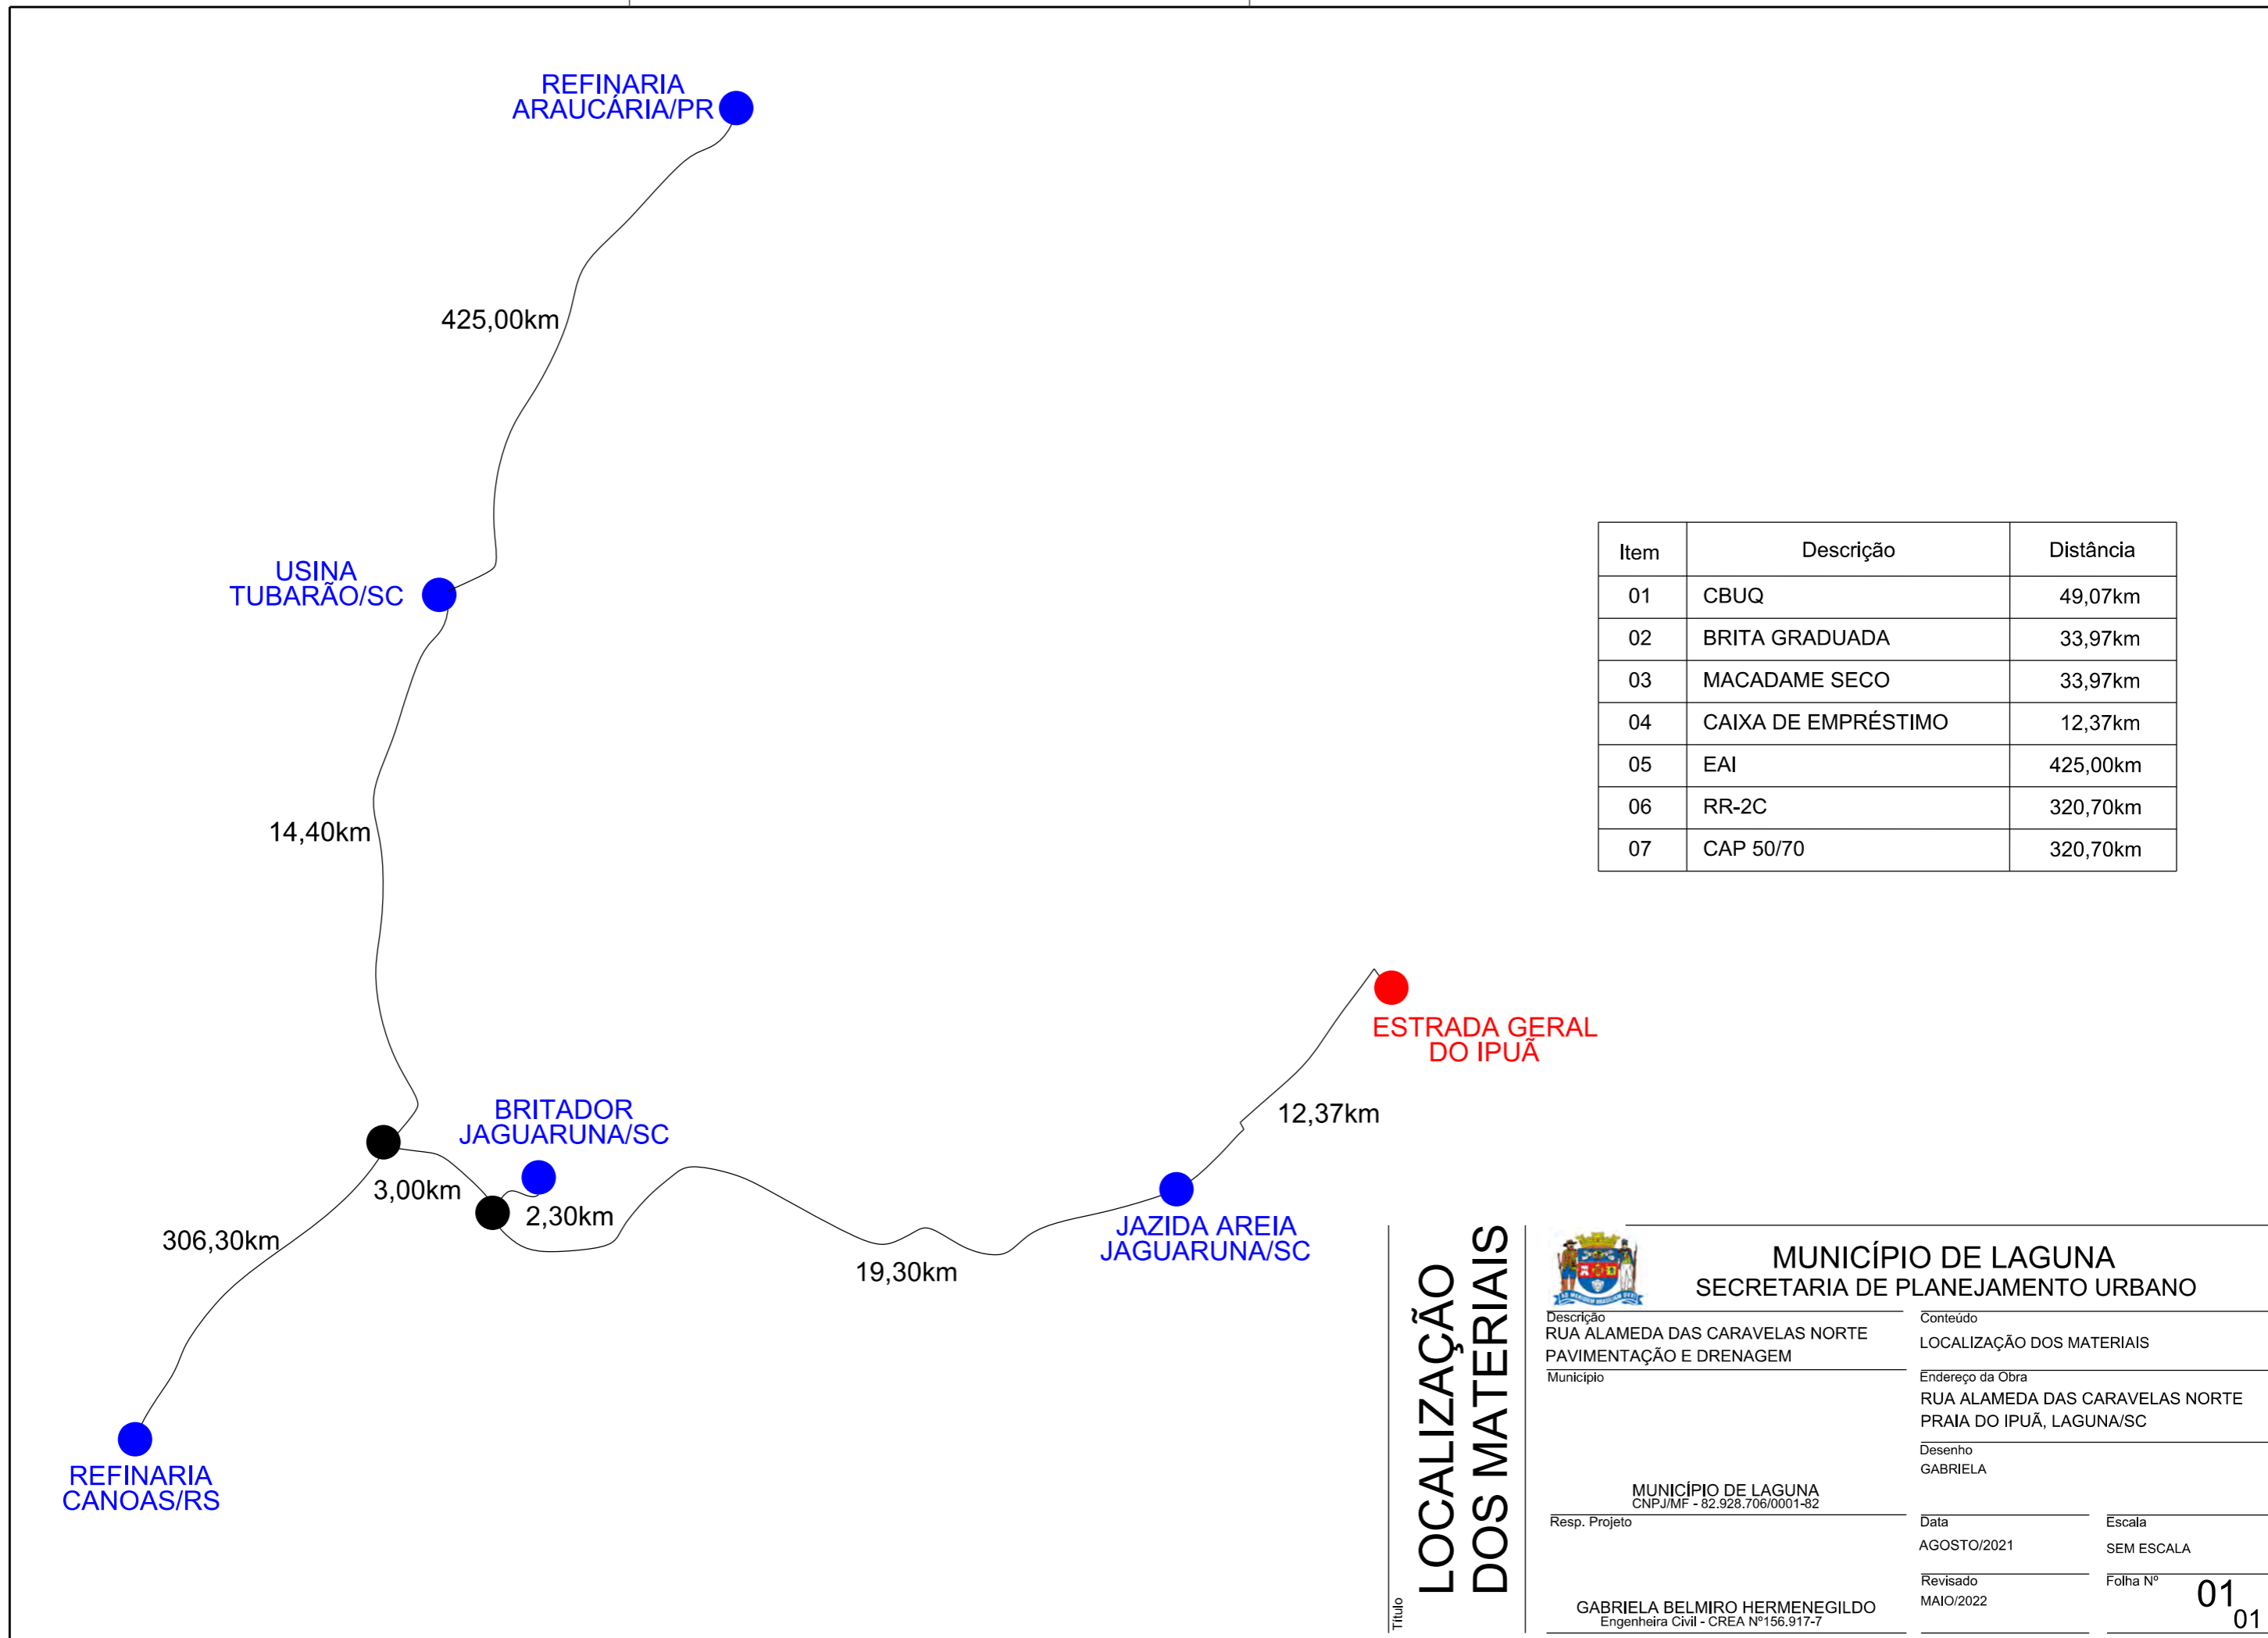 REFINARIA
ARAUCÁRIA/PR
425,00km
USINA
TUBARÃO/SC
14,40km
BRITADOR
JAGUARUNA/SC
3,00km
2,30km
306,30km
19,30km
REFINARIA
CANOAS/RS
JAZIDA AREIA
JAGUARUNA/SC
12,37km
ESTRADA GERAL
DO IPUÃ
Item Descrição Distância
01 CBUQ 49,07km
02 BRITA GRADUADA 33,97km
03 MACADAME SECO 33,97km
04 CAIXA DE EMPRÉSTIMO 12,37km
05 EAI 425,00km
06 RR-2C 320,70km
07 CAP 50/70 320,70km
Título
LOCALIZAÇÃO
DOS MATERIAIS
MUNICÍPIO DE LAGUNA
SECRETARIA DE PLANEJAMENTO URBANO
Descrição
RUA ALAMEDA DAS CARAVELAS NORTE
PAVIMENTAÇÃO E DRENAGEM
Conteúdo
LOCALIZAÇÃO DOS MATERIAIS
Município
MUNICÍPIO DE LAGUNA
CNPJ/MF - 82.928.706/0001-82
Endereço da Obra
RUA ALAMEDA DAS CARAVELAS NORTE
PRAIA DO IPUÃ, LAGUNA/SC
Desenho
GABRIELA
Resp. Projeto
GABRIELA BELMIRO HERMENEGILDO
Engenheira Civil - CREA Nº156.917-7
Data
AGOSTO/2021
Escala
SEM ESCALA
Revisado
MAIO/2022
Folha Nº
01
01